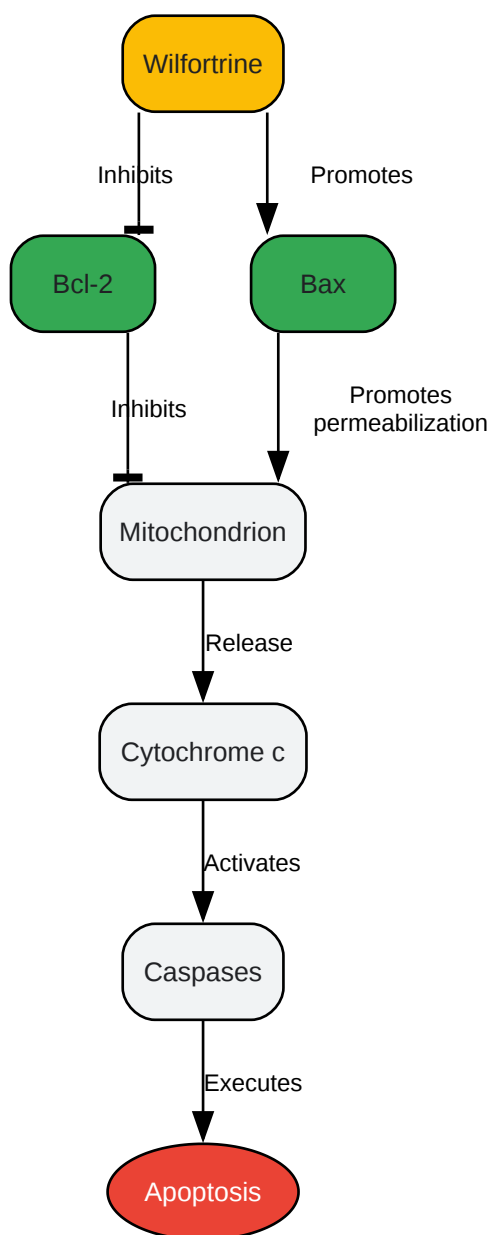 Wilfortrine
Inhibits
Promotes
Bcl-2
Bax
Inhibits
Promotes
permeabilization
Mitochondrion
Release
Cytochrome c
Activates
Caspases
Executes
Apoptosis